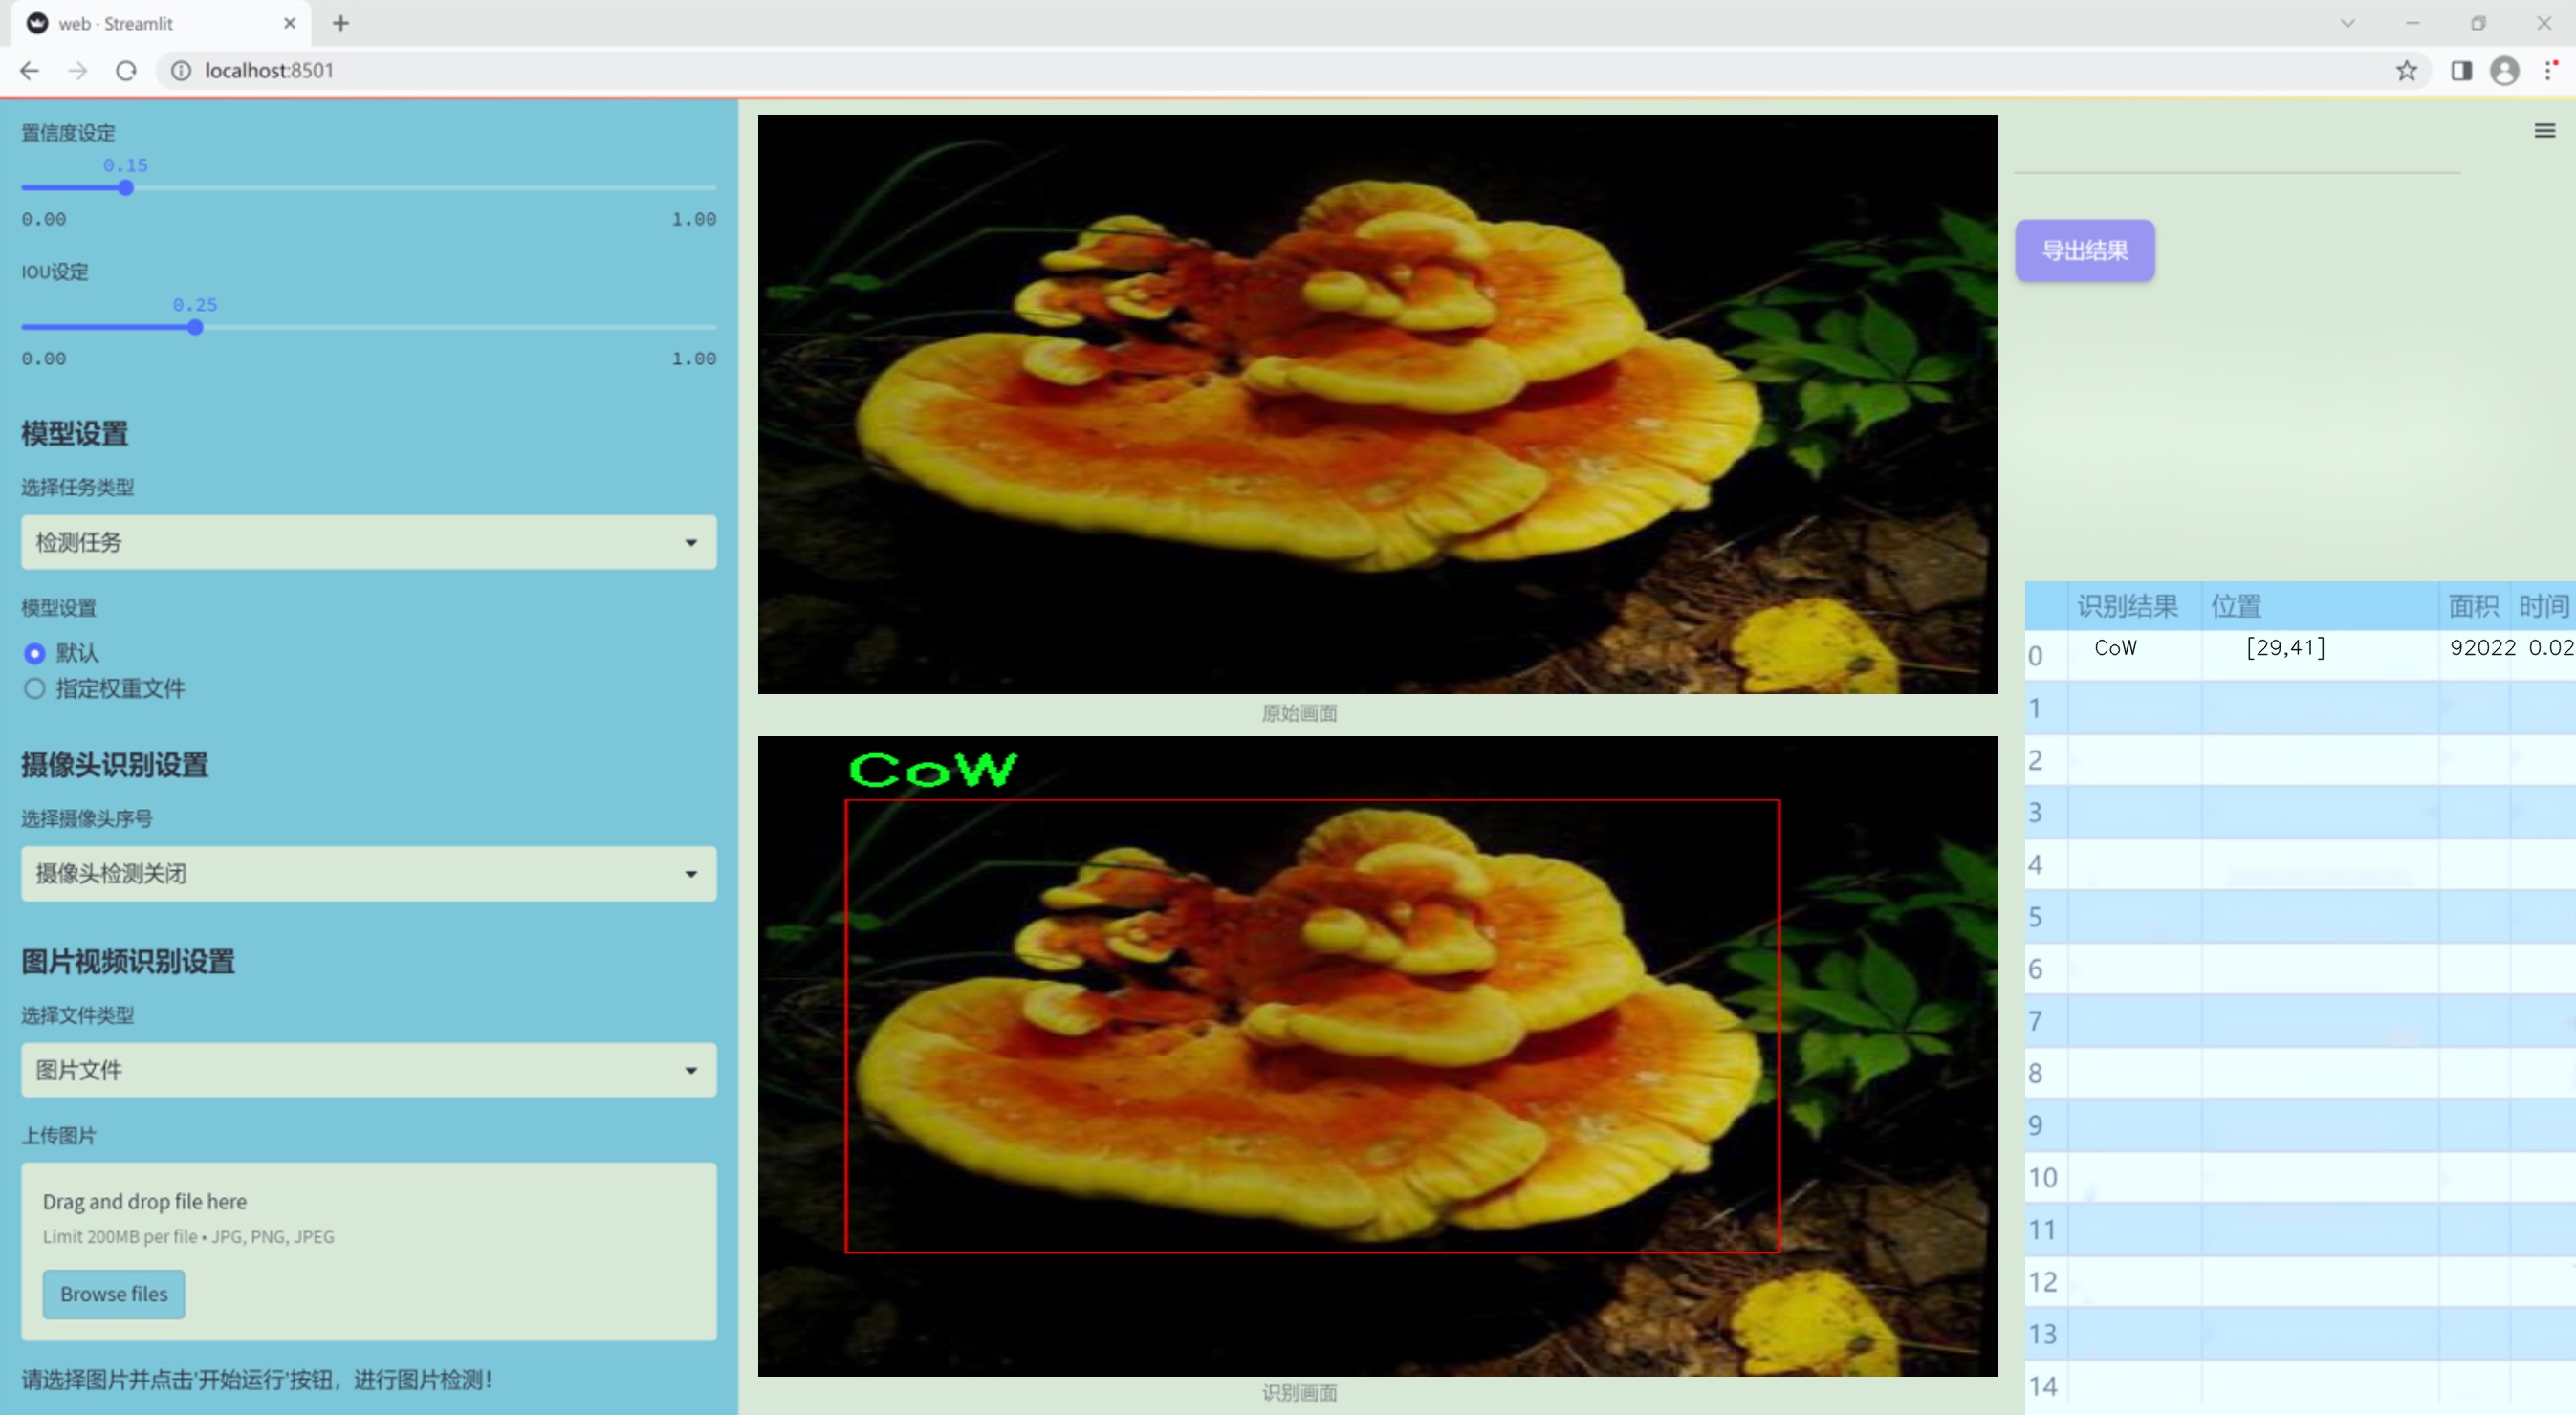 web · Streamlit
localhost:8501
置信度设定
0.15
0.00 1.00
IOU设定
0.25
0.00 1.00
模型设置
选择任务类型
检测任务
模型设置
默认
指定权重文件
摄像头识别设置
选择摄像头序号
摄像头检测关闭
图片视频识别设置
选择文件类型
图片文件
上传图片
Drag and drop file here
Limit 200MB per file • JPG, PNG, JPEG
Browse files
请选择图片并点击'开始运行'按钮，进行图片检测！
原始画面
CoW
识别画面
导出结果
识别结果 位置 面积 时间
0 CoW [29,41] 92022 0.02
1
2
3
4
5
6
7
8
9
10
11
12
13
14